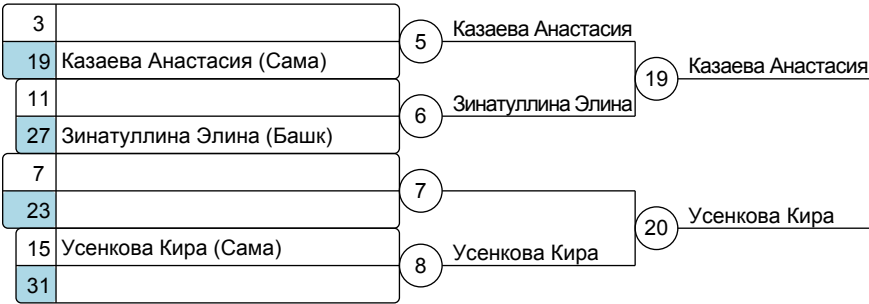 3
5 Казаева Анастасия
19 Казаева Анастасия (Сама)
19 Казаева Анастасия
11
6 Зинатуллина Элина
27 Зинатуллина Элина (Башк)
7
7
23
20 Усенкова Кира
15 Усенкова Кира (Сама)
8 Усенкова Кира
31